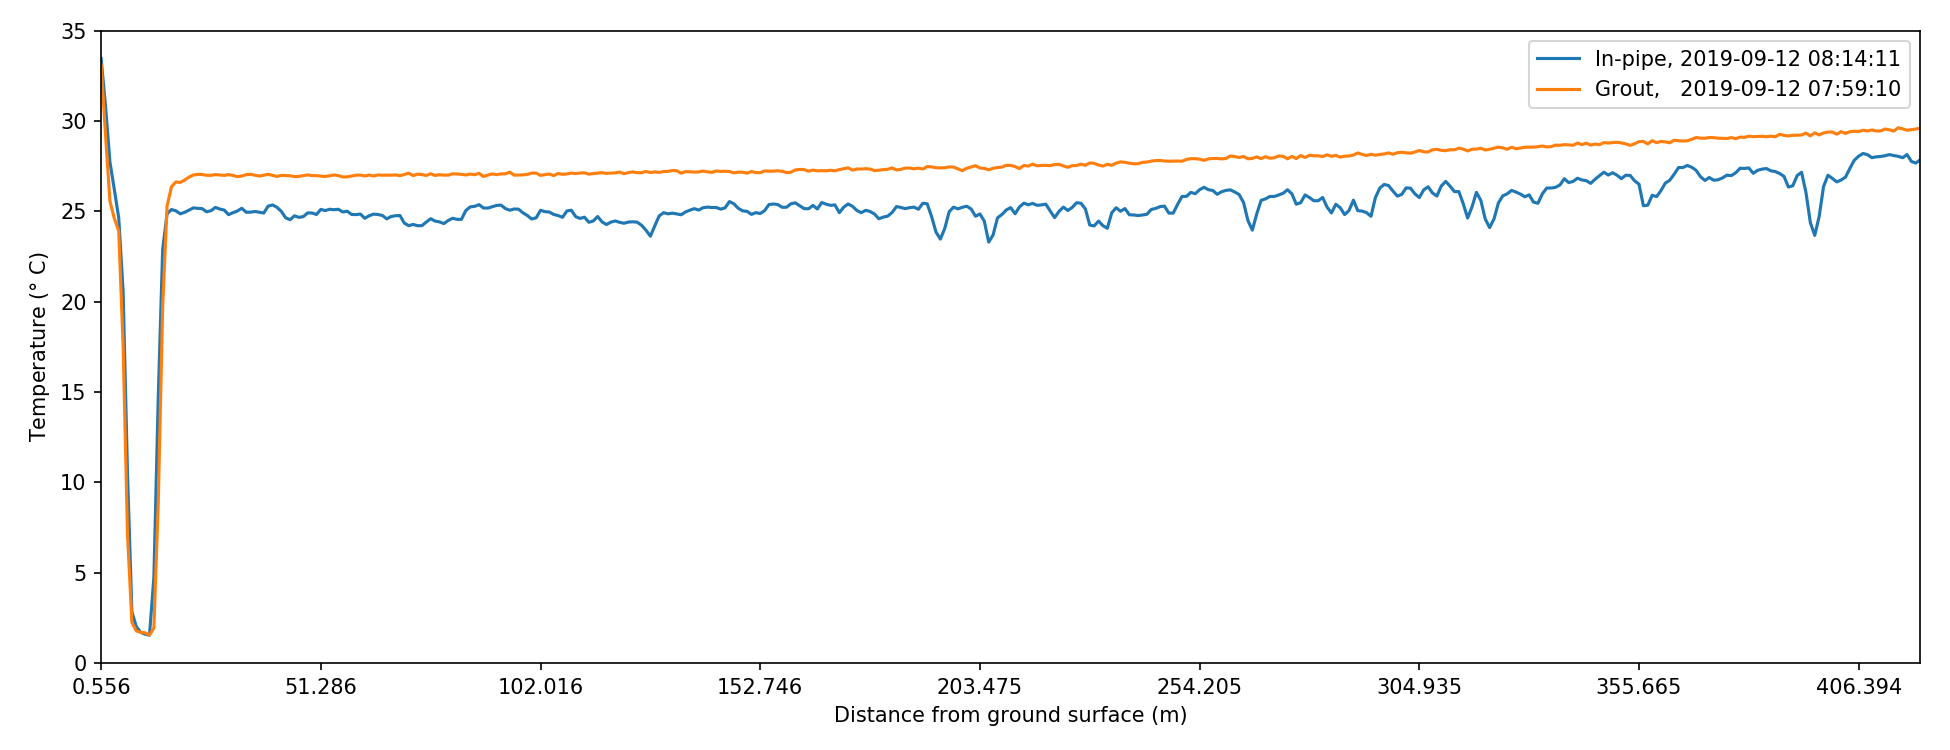 In-pipe, 2019-09-12 08:14:11
Grout, 2019-09-12 07:59:10
Temperature (° C)
35
30
25
20
15
10
5
0
0.556 51.286 102.016 152.746 203.475 254.205 304.935 355.665 406.394
Distance from ground surface (m)